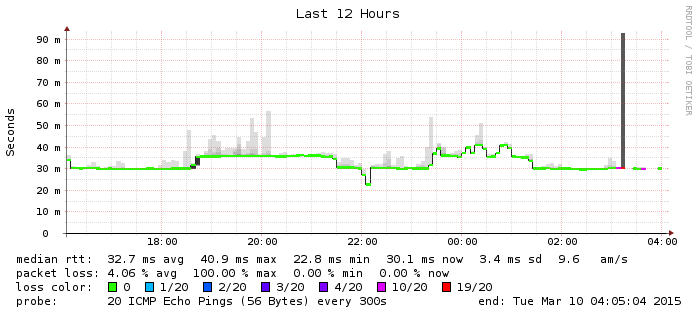 Last 12 Hours
RRDTOOL / TOBI OETIKER
Seconds
90 m
80 m
70 m
60 m
50 m
40 m
30 m
20 m
10 m
0
18:00 20:00 22:00 00:00 02:00 04:00
median rtt: 32.7 ms avg 40.9 ms max 22.8 ms min 30.1 ms now 3.4 ms sd 9.6 am/s
packet loss: 4.06 % avg 100.00 % max 0.00 % min 0.00 % now
loss color: 0 1/20 2/20 3/20 4/20 10/20 19/20
probe: 20 ICMP Echo Pings (56 Bytes) every 300s end: Tue Mar 10 04:05:04 2015